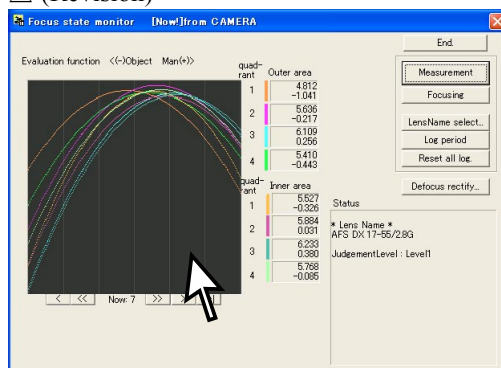 (Revision)
Focus state monitor [Now!]from CAMERA
End.
Evaluation function <(-)Object Man(+)>
quad-
rant Outer area
1 4.812
-1.041
2 5.636
-0.217
3 6.109
0.256
4 5.410
-0.443
quad-
rant Inner area
1 5.527
-0.326
2 5.884
0.031
3 6.233
0.380
4 5.768
-0.085
< << Now: 7 >>
Measurement
Focusing
LensName select...
Log period
Reset all log.
Defocus rectify...
Status
* Lens Name *
AFS DX 17-55/2.8G
JudgementLevel : Level1